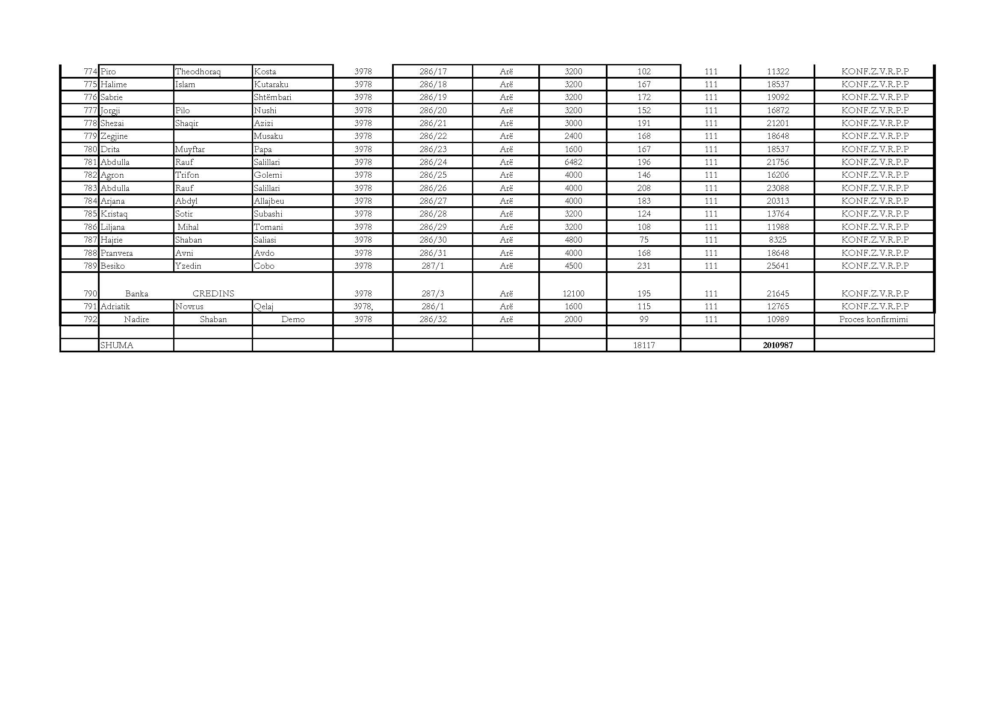 774 Piro Theodhoraq Kosta 3978 286/17 Arë 3200 102 111 11322 KONF.Z.V.R.P.P
775 Halime Islam Kutaraku 3978 286/18 Arë 3200 167 111 18537 KONF.Z.V.R.P.P
776 Sabrie Shtëmbari 3978 286/19 Arë 3200 172 111 19092 KONF.Z.V.R.P.P
777 Jorgji Pilo Nushi 3978 286/20 Arë 3200 152 111 16872 KONF.Z.V.R.P.P
778 Shezai Shaqir Azizi 3978 286/21 Arë 3000 191 111 21201 KONF.Z.V.R.P.P
779 Zegjine Musaku 3978 286/22 Arë 2400 168 111 18648 KONF.Z.V.R.P.P
780 Drita Muyftar Papa 3978 286/23 Arë 1600 167 111 18537 KONF.Z.V.R.P.P
781 Abdulla Rauf Salillari 3978 286/24 Arë 6482 196 111 21756 KONF.Z.V.R.P.P
782 Agron Trifon Golemi 3978 286/25 Arë 4000 146 111 16206 KONF.Z.V.R.P.P
783 Abdulla Rauf Salillari 3978 286/26 Arë 4000 208 111 23088 KONF.Z.V.R.P.P
784 Arjana Abdyl Allajbeu 3978 286/27 Arë 4000 183 111 20313 KONF.Z.V.R.P.P
785 Kristaq Sotir Subashi 3978 286/28 Arë 3200 124 111 13764 KONF.Z.V.R.P.P
786 Liljana Mihal Tomani 3978 286/29 Arë 3200 108 111 11988 KONF.Z.V.R.P.P
787 Hajrie Shaban Saliasi 3978 286/30 Arë 4800 75 111 8325 KONF.Z.V.R.P.P
788 Pranvera Avni Avdo 3978 286/31 Arë 4000 168 111 18648 KONF.Z.V.R.P.P
789 Besiko Yzedin Cobo 3978 287/1 Arë 4500 231 111 25641 KONF.Z.V.R.P.P
790 Banka CREDINS 3978 287/3 Arë 12100 195 111 21645 KONF.Z.V.R.P.P
791 Adriatik Novrus Qelaj 3978, 286/1 Arë 1600 115 111 12765 KONF.Z.V.R.P.P
792 Nadire Shaban Demo 3978 286/32 Arë 2000 99 111 10989 Proces konfirmimi
SHUMA 18117 2010987